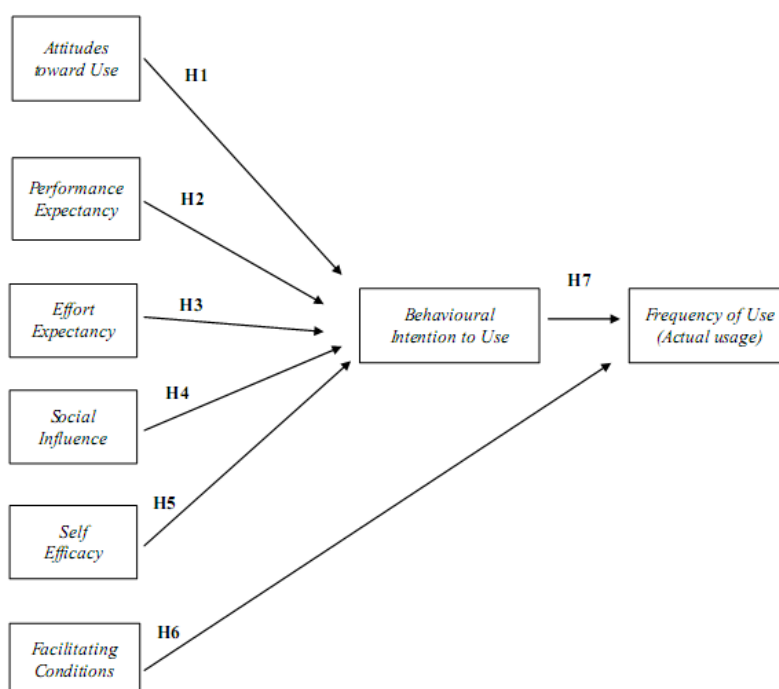 Attitudes
toward Use
H1
Performance
Expectancy
H2
Effort
Expectancy
H3
Social
Influence
H4
Self
Efficacy
H5
Facilitating
Conditions
H6
Behavioural
Intention to Use
H7
Frequency of Use
(Actual usage)